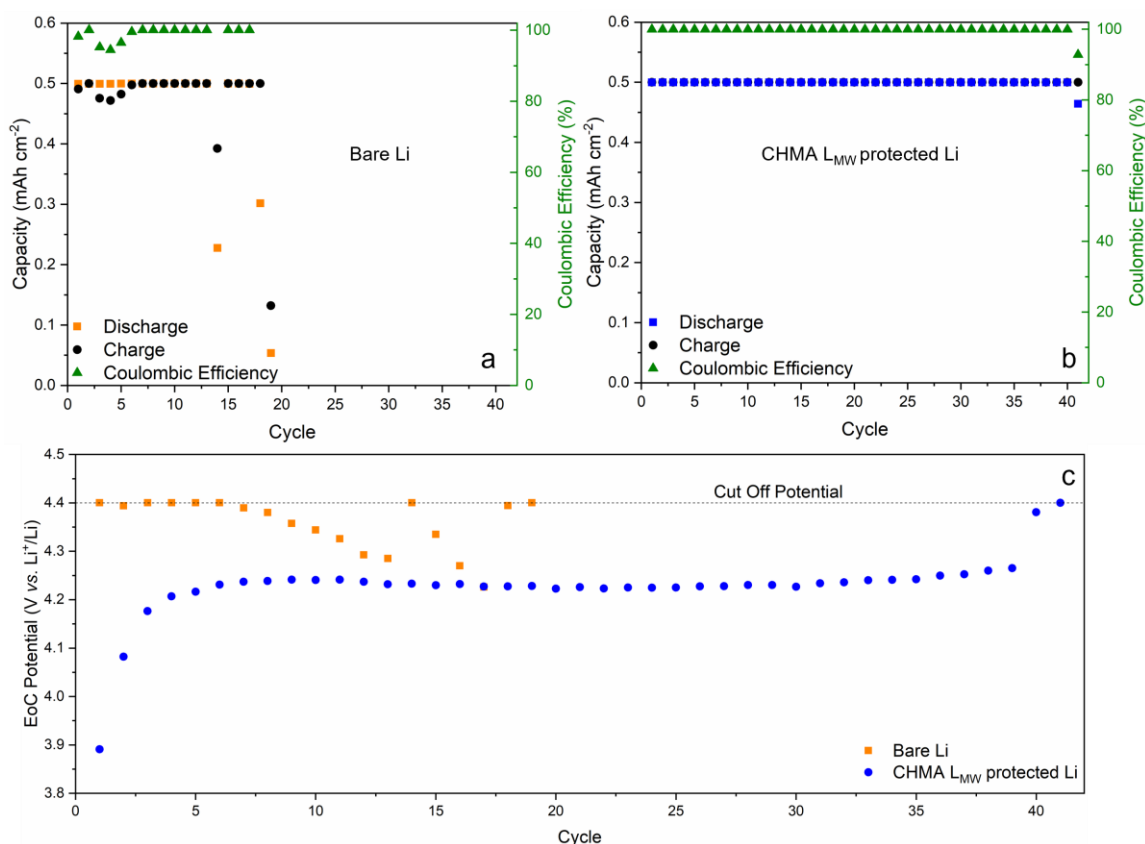 0.6
0.5
0.4
0.3
0.2
0.1
0.0
Capacity (mAh cm⁻²)
100
80
60
40
20
0
Coulombic Efficiency (%)
Bare Li
Discharge
Charge
Coulombic Efficiency
a
0 5 10 15 20 25 30 35 40
Cycle
0.6
0.5
0.4
0.3
0.2
0.1
0.0
Capacity (mAh cm⁻²)
100
80
60
40
20
0
Coulombic Efficiency (%)
CHMA L_MW protected Li
Discharge
Charge
Coulombic Efficiency
b
0 5 10 15 20 25 30 35 40
Cycle
4.5
4.4
4.3
4.2
4.1
4.0
3.9
3.8
EoC Potential (V vs. Li⁺/Li)
c
Cut Off Potential
Bare Li
CHMA L_MW protected Li
0 5 10 15 20 25 30 35 40
Cycle